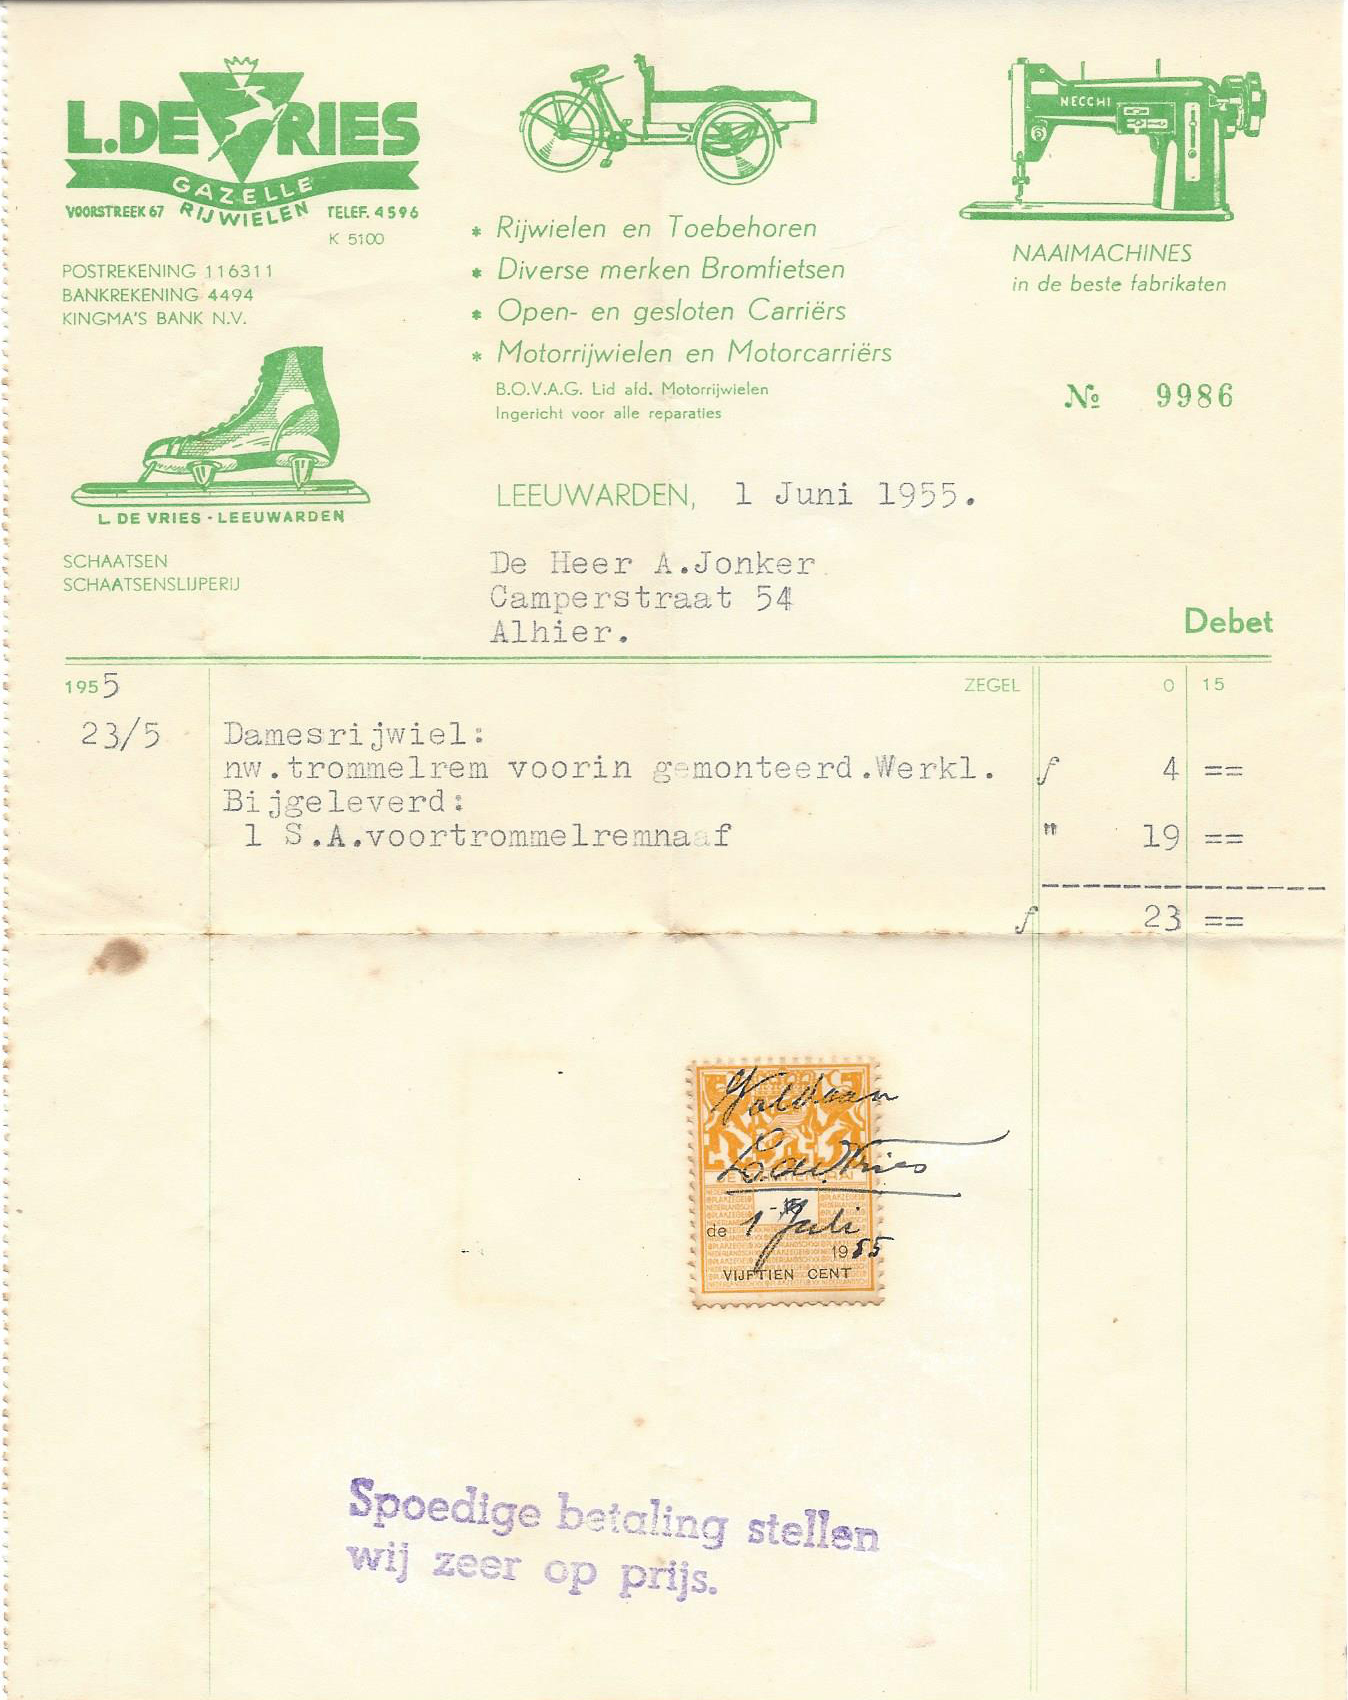 L. DE VRIES
GAZELLE
RIJWIELEN
VOORSTREEK 67
TELEF. 4596
K 5100
POSTREKENING 116311
BANKREKENING 4494
KINGMA'S BANK N.V.
L. DE VRIES - LEEUWARDEN
SCHAATSEN
SCHAATSENSLIJPERIJ
* Rijwielen en Toebehoren
* Diverse merken Bromfietsen
* Open- en gesloten Carriërs
* Motorrijwielen en Motorcarriërs
B.O.V.A.G. Lid afd. Motorrijwielen
Ingericht voor alle reparaties
NECCHI
NAAIMACHINES
in de beste fabrikaten
№ 9986
LEEUWARDEN, 1 Juni 1955.
De Heer A.Jonker
Camperstraat 54
Alhier.
Debet
1955 ZEGEL 0 15
23/5 Damesrijwiel:
nw.trommelrem voorin gemonteerd.Werkl. f 4 ==
Bijgeleverd:
1 S.A.voortrommelremnaaf " 19 ==
f 23 ==
Voldaan
L. de Vries
de 1 Juli
1955
VIJFTIEN CENT
Spoedige betaling stellen
wij zeer op prijs.